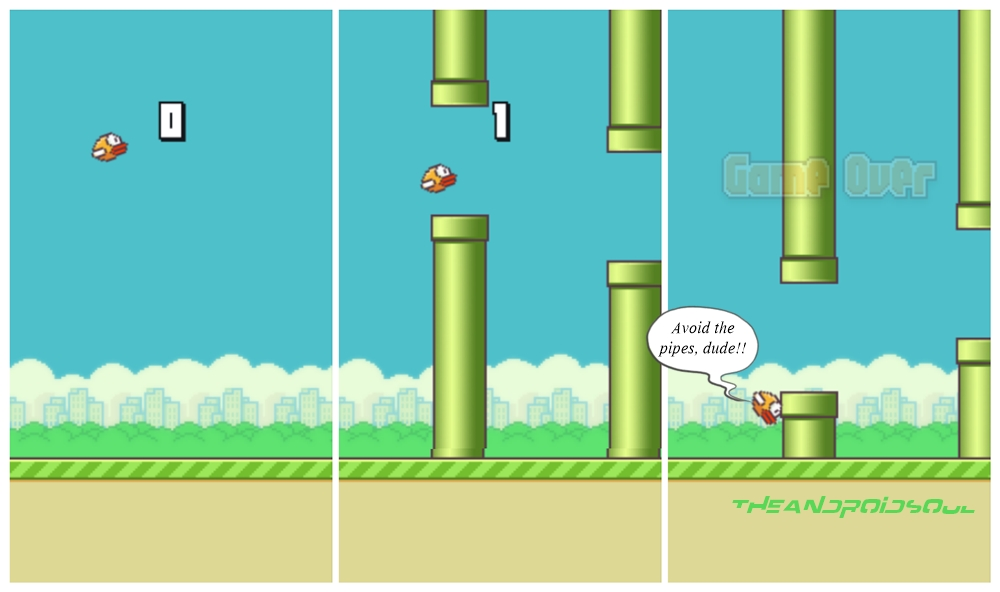 0
1
Game Over
Avoid the
pipes, dude!!
THEANDROIDSOUL